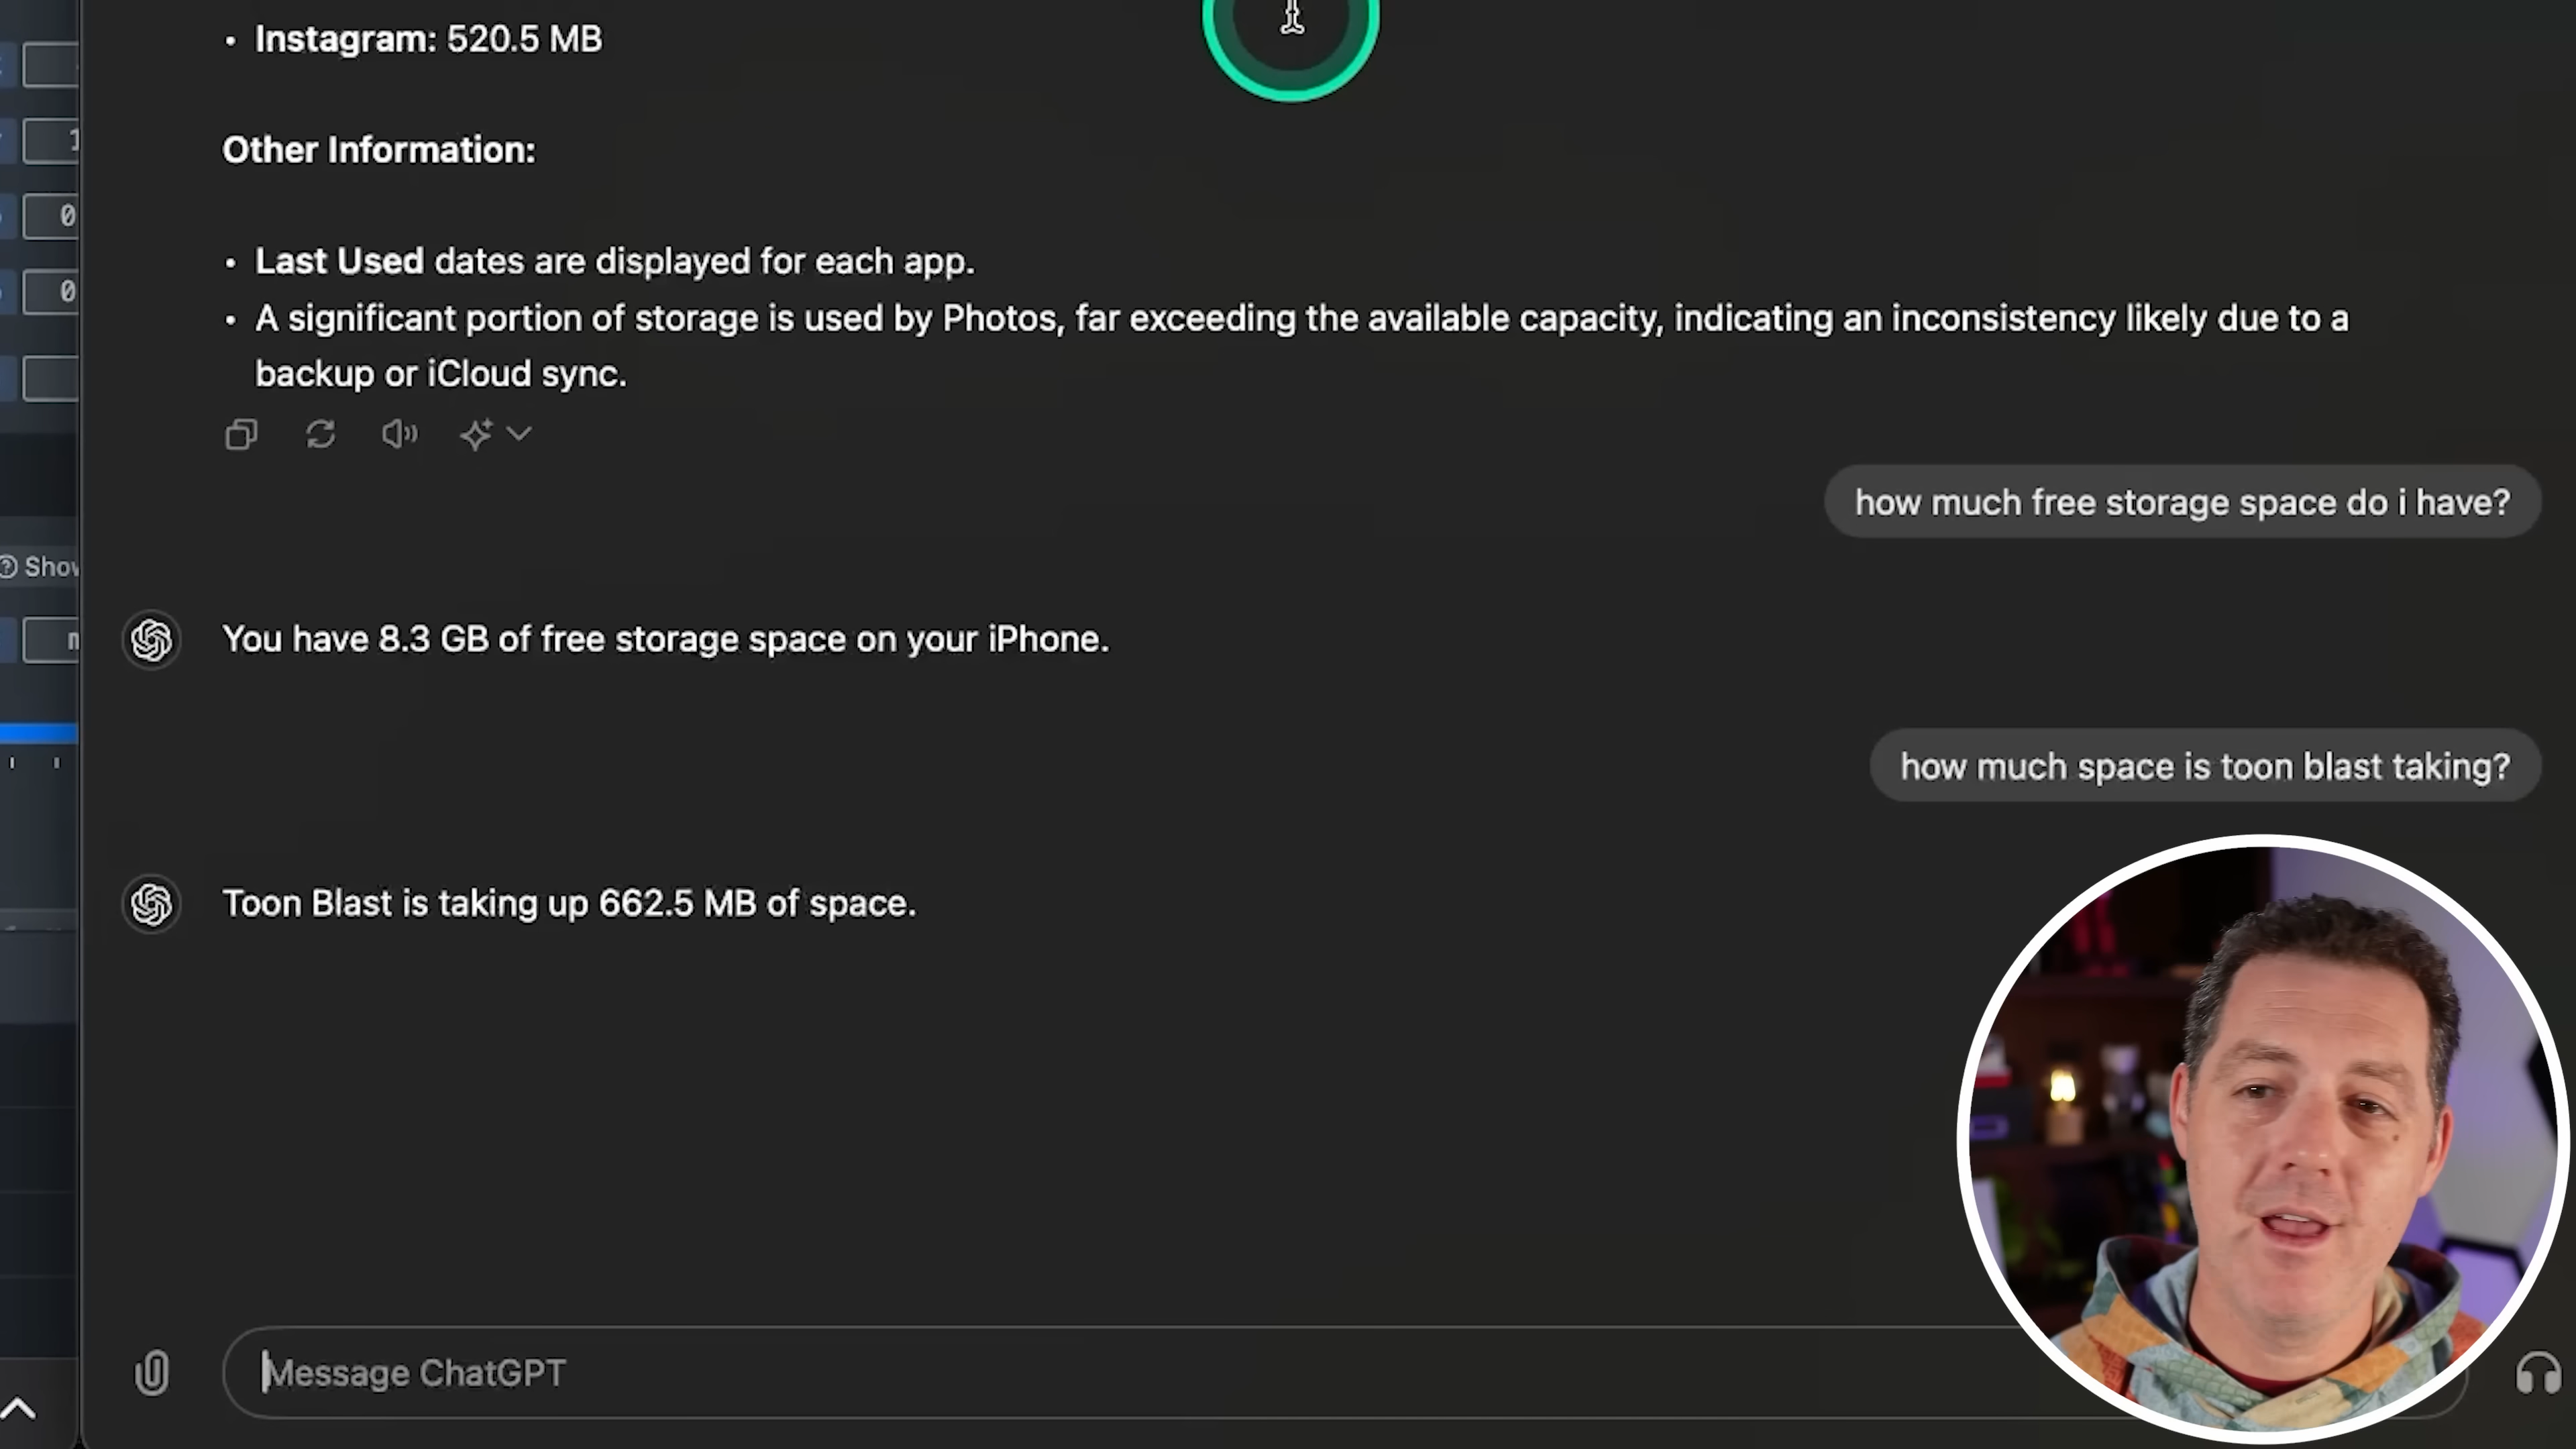 • Instagram: 520.5 MB
Other Information:
• Last Used dates are displayed for each app.
• A significant portion of storage is used by Photos, far exceeding the available capacity, indicating an inconsistency likely due to a
backup or iCloud sync.
how much free storage space do i have?
You have 8.3 GB of free storage space on your iPhone.
how much space is toon blast taking?
Toon Blast is taking up 662.5 MB of space.
Message ChatGPT
1
0
0